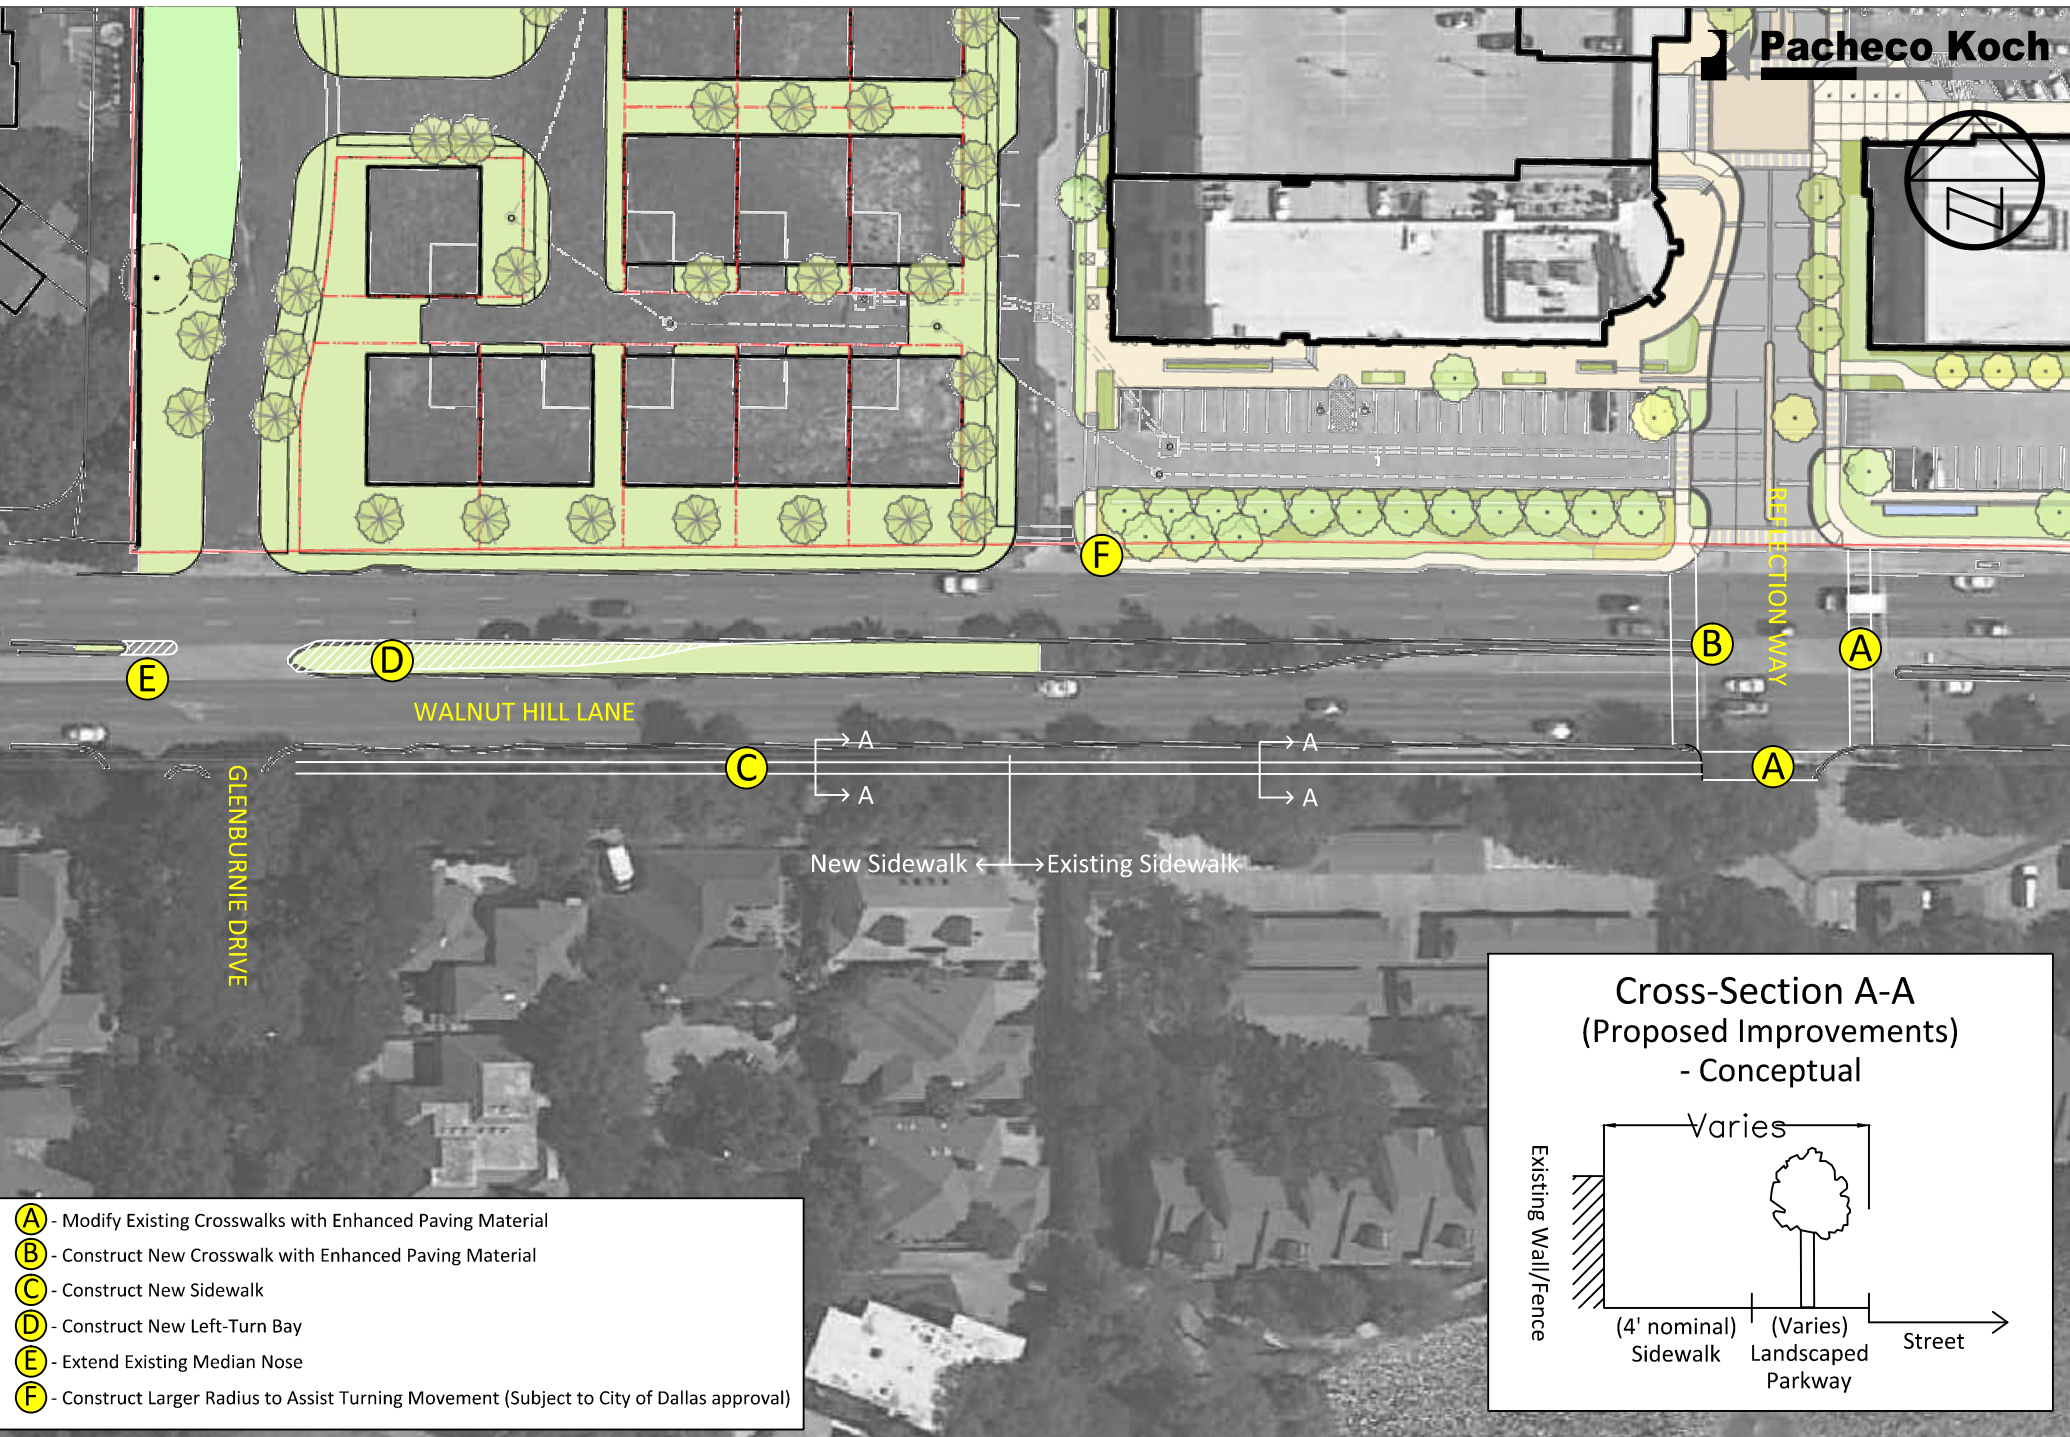 Pacheco Koch
Z
F
REFLECTION WAY
B
A
D
E
WALNUT HILL LANE
A
A
C
A
A
A
GLENBURNIE DRIVE
New Sidewalk
Existing Sidewalk
Cross-Section A-A
(Proposed Improvements)
- Conceptual
Varies
Existing Wall/Fence
(4' nominal)
Sidewalk
(Varies)
Landscaped
Parkway
Street
A - Modify Existing Crosswalks with Enhanced Paving Material
B - Construct New Crosswalk with Enhanced Paving Material
C - Construct New Sidewalk
D - Construct New Left-Turn Bay
E - Extend Existing Median Nose
F - Construct Larger Radius to Assist Turning Movement (Subject to City of Dallas approval)